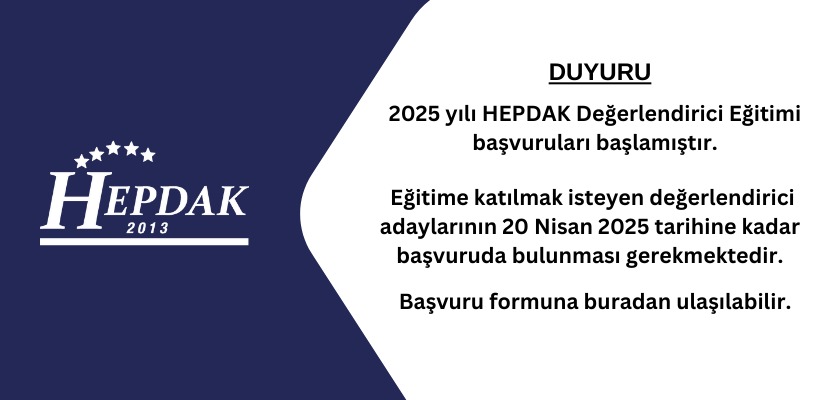 HEPDAK
2013
DUYURU
2025 yılı HEPDAK Değerlendirici Eğitimi
başvuruları başlamıştır.
Eğitime katılmak isteyen değerlendirici
adaylarının 20 Nisan 2025 tarihine kadar
başvuruda bulunması gerekmektedir.
Başvuru formuna buradan ulaşılabilir.